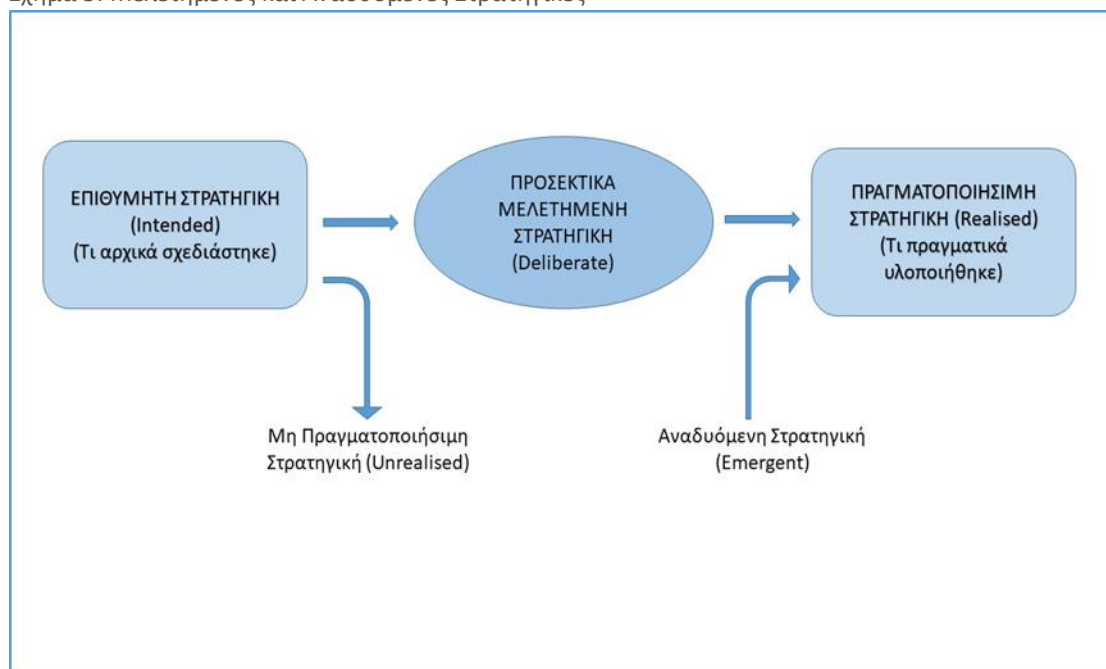 ΕΠΙΘΥΜΗΤΗ ΣΤΡΑΤΗΓΙΚΗ
(Intended)
(Τι αρχικά σχεδιάστηκε)
ΠΡΟΣΕΚΤΙΚΑ
ΜΕΛΕΤΗΜΕΝΗ
ΣΤΡΑΤΗΓΙΚΗ
(Deliberate)
ΠΡΑΓΜΑΤΟΠΟΙΗΣΙΜΗ
ΣΤΡΑΤΗΓΙΚΗ (Realised)
(Τι πραγματικά
υλοποιήθηκε)
Μη Πραγματοποιήσιμη
Στρατηγική (Unrealised)
Αναδυόμενη Στρατηγική
(Emergent)